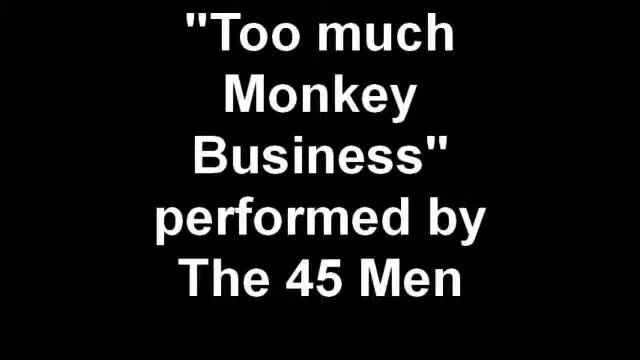 "Too much
Monkey
Business"
performed by
The 45 Men